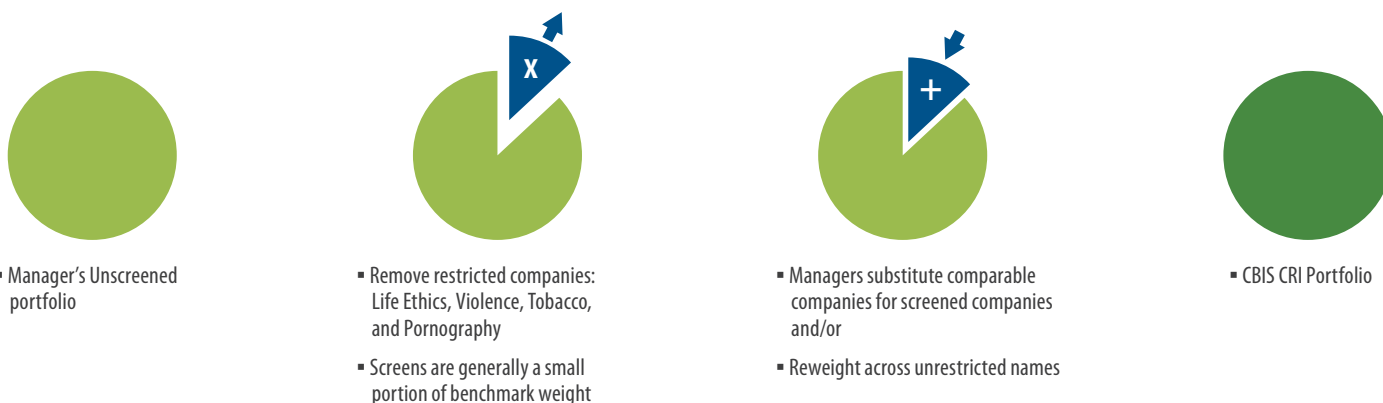 X
+
▪ Manager's Unscreened
portfolio
▪ Remove restricted companies:
Life Ethics, Violence, Tobacco,
and Pornography
▪ Screens are generally a small
portion of benchmark weight
▪ Managers substitute comparable
companies for screened companies
and/or
▪ Reweight across unrestricted names
▪ CBIS CRI Portfolio